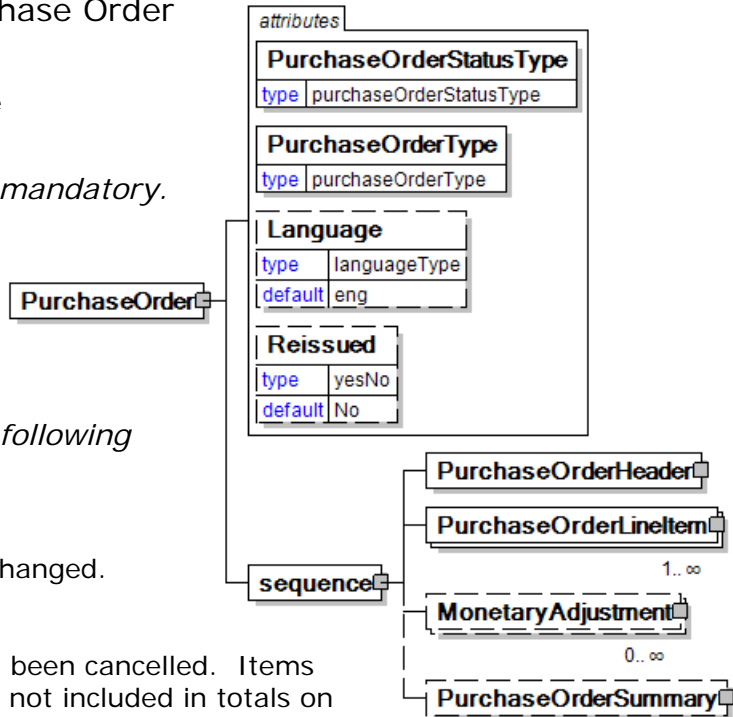 hase Order
mandatory.
following
hanged.
been cancelled. Items
not included in totals on
PurchaseOrder
attributes
PurchaseOrderStatusType
type purchaseOrderStatusType
PurchaseOrderType
type purchaseOrderType
Language
type languageType
default eng
Reissued
type yesNo
default No
sequence
PurchaseOrderHeader
PurchaseOrderLineItem
1.. ∞
MonetaryAdjustment
0.. ∞
PurchaseOrderSummary